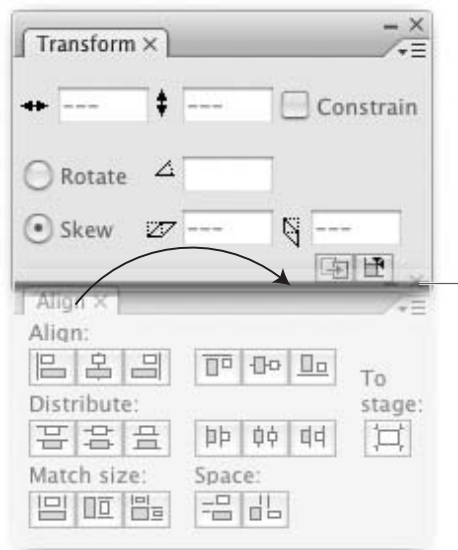 Transform ×
--- --- Constrain
Rotate
Skew --- ---
Align ×
Align:
To
stage:
Distribute:
Match size: Space: